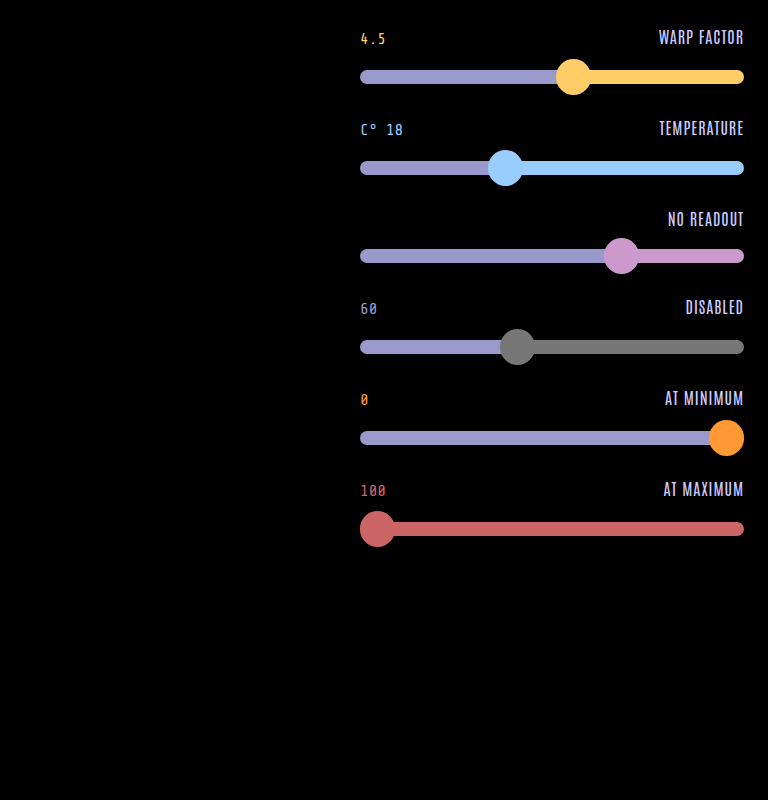 WARP FACTOR
4.5
TEMPERATURE
C° 18
NO READOUT
DISABLED
60
AT MINIMUM
0
AT MAXIMUM
100